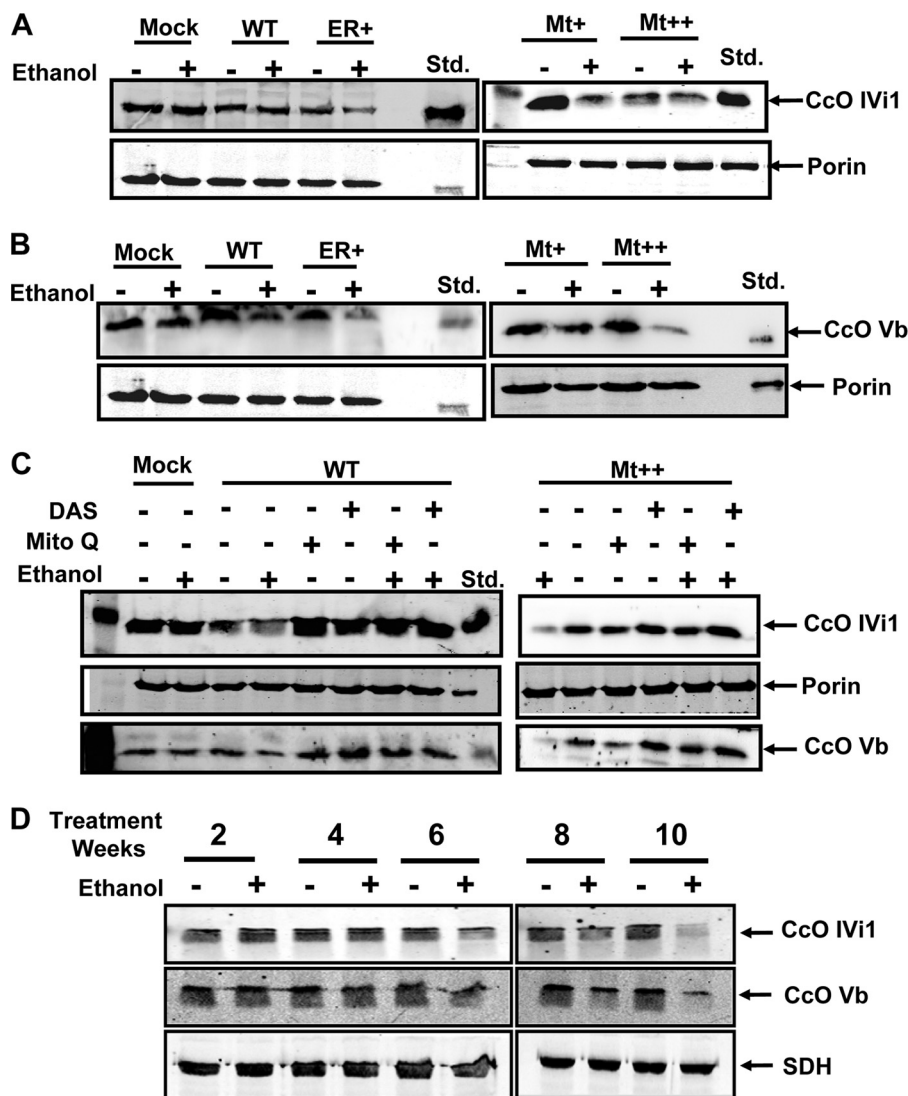 A
Mock WT ER+ Mt+ Mt++
Ethanol - + - + - + Std. - + - + Std.
CcO IVi1
Porin
B
Mock WT ER+ Mt+ Mt++
Ethanol - + - + - + Std. - + - + Std.
CcO Vb
Porin
C
Mock WT Mt++
DAS - - - - - + - + - - - + - +
Mito Q - - - - + - + - - - + - + -
Ethanol - + - + - - + + Std. + - - - + +
CcO IVi1
Porin
CcO Vb
D
Treatment Weeks 2 4 6 8 10
Ethanol - + - + - + - + - +
CcO IVi1
CcO Vb
SDH